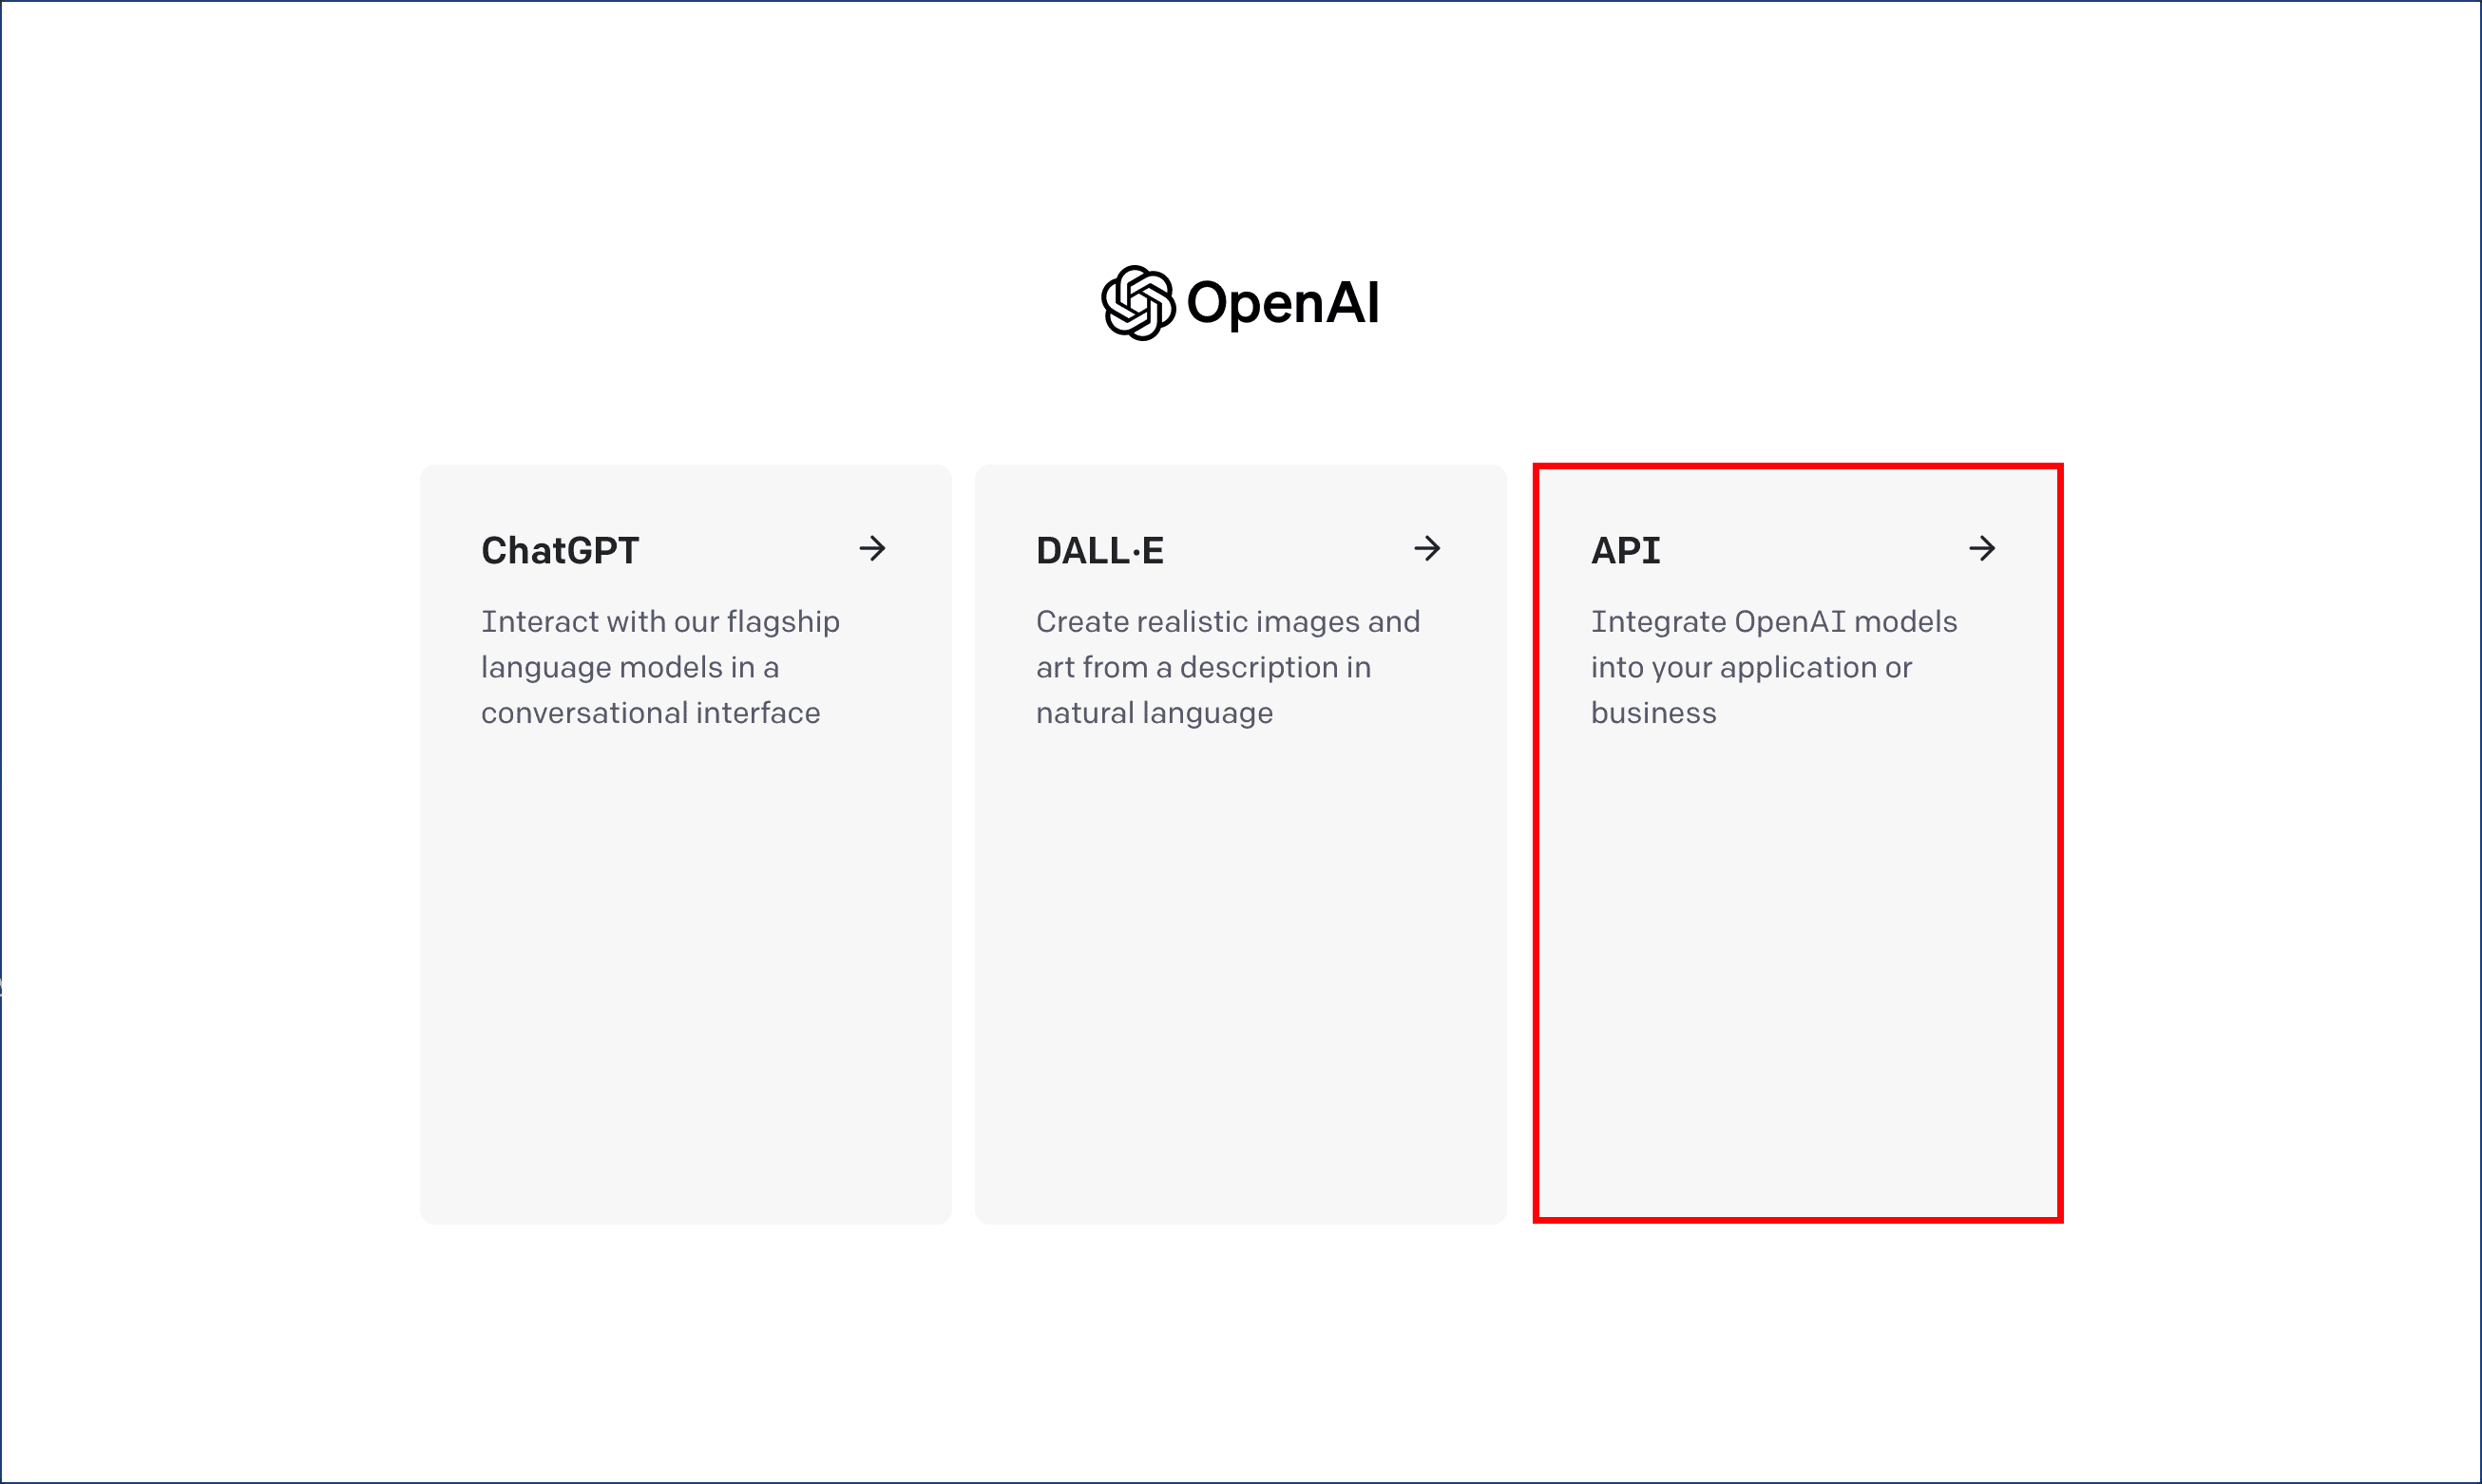 OpenAI
ChatGPT
Interact with our flagship
language models in a
conversational interface
DALL·E
Create realistic images and
art from a description in
natural language
API
Integrate OpenAI models
into your application or
business